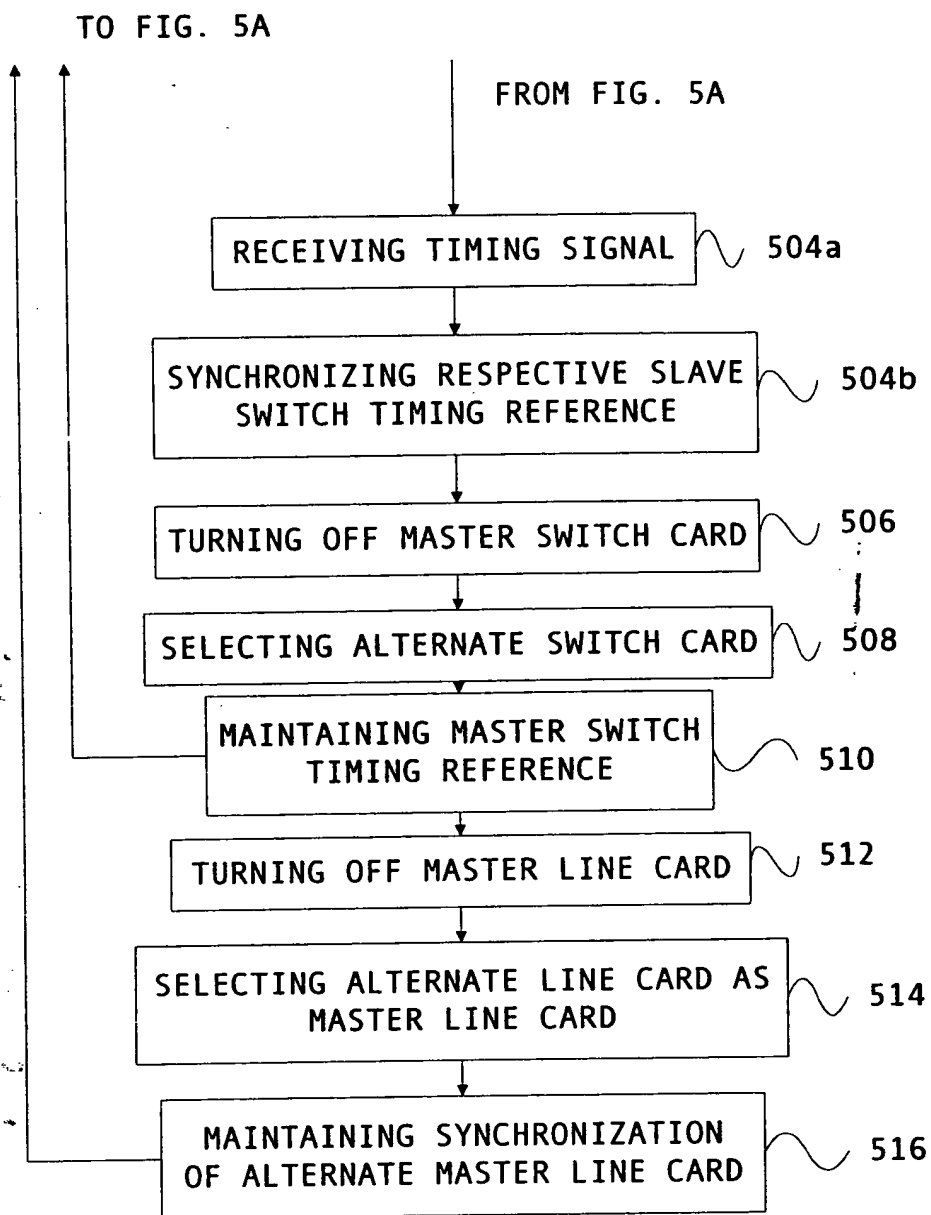 TO FIG. 5A
FROM FIG. 5A
RECEIVING TIMING SIGNAL
504a
SYNCHRONIZING RESPECTIVE SLAVE
SWITCH TIMING REFERENCE
504b
TURNING OFF MASTER SWITCH CARD
506
SELECTING ALTERNATE SWITCH CARD
508
MAINTAINING MASTER SWITCH
TIMING REFERENCE
510
TURNING OFF MASTER LINE CARD
512
SELECTING ALTERNATE LINE CARD AS
MASTER LINE CARD
514
MAINTAINING SYNCHRONIZATION
OF ALTERNATE MASTER LINE CARD
516